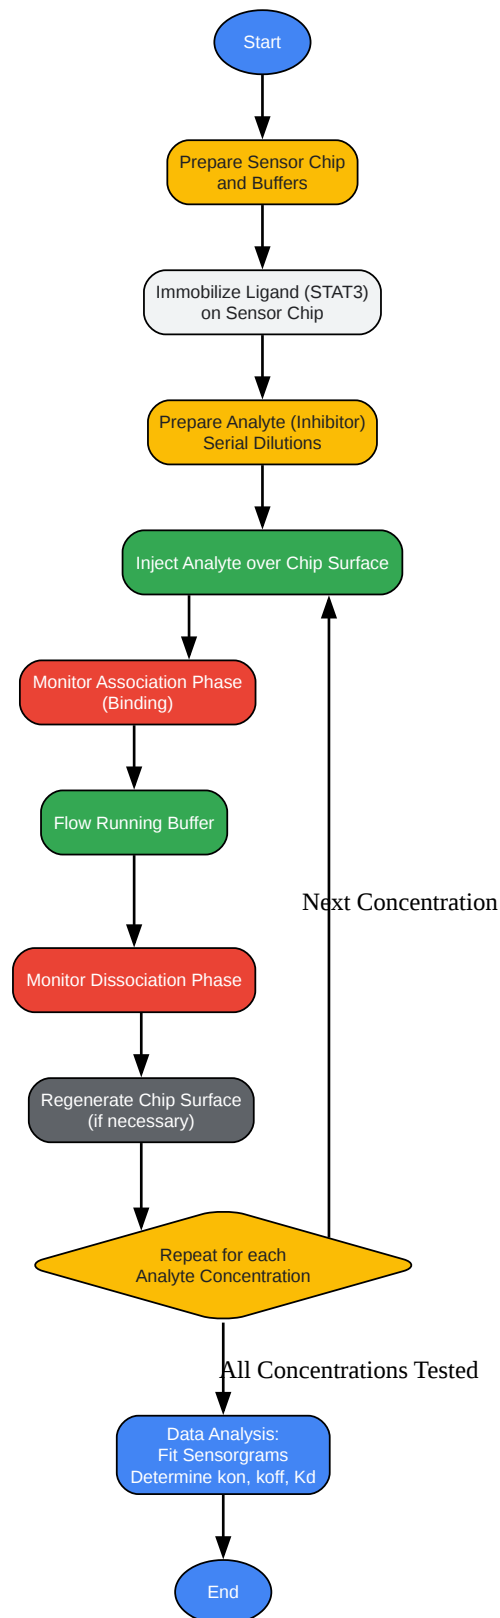 Start
Prepare Sensor Chip
and Buffers
Immobilize Ligand (STAT3)
on Sensor Chip
Prepare Analyte (Inhibitor)
Serial Dilutions
Inject Analyte over Chip Surface
Monitor Association Phase
(Binding)
Flow Running Buffer
Next Concentration
Monitor Dissociation Phase
Regenerate Chip Surface
(if necessary)
Repeat for each
Analyte Concentration
All Concentrations Tested
Data Analysis:
Fit Sensorgrams
Determine kon, koff, Kd
End